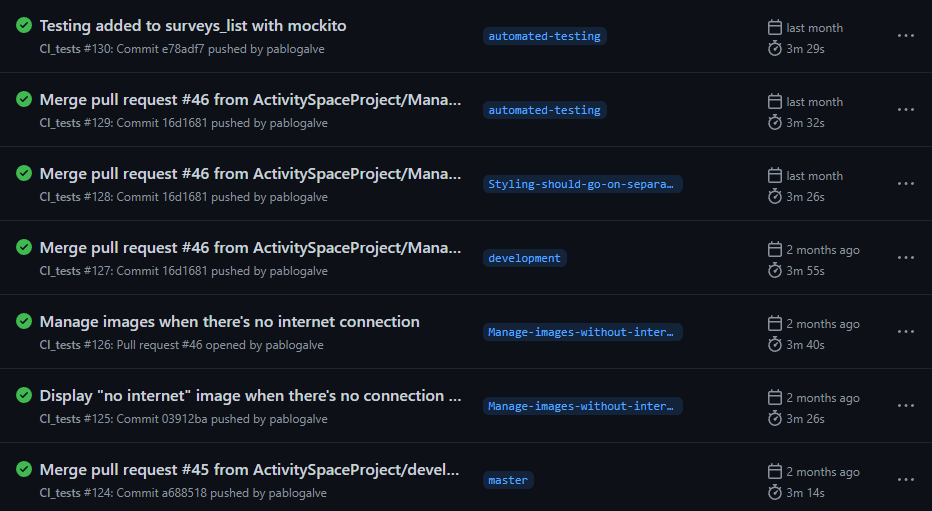 Testing added to surveys_list with mockito
CI_tests #130: Commit e78adf7 pushed by pablogalve
automated-testing
last month
3m 29s
Merge pull request #46 from ActivitySpaceProject/Mana...
CI_tests #129: Commit 16d1681 pushed by pablogalve
automated-testing
last month
3m 32s
Merge pull request #46 from ActivitySpaceProject/Mana...
CI_tests #128: Commit 16d1681 pushed by pablogalve
Styling-should-go-on-separa...
last month
3m 26s
Merge pull request #46 from ActivitySpaceProject/Mana...
CI_tests #127: Commit 16d1681 pushed by pablogalve
development
2 months ago
3m 55s
Manage images when there's no internet connection
CI_tests #126: Pull request #46 opened by pablogalve
Manage-images-without-inter...
2 months ago
3m 40s
Display "no internet" image when there's no connection ...
CI_tests #125: Commit 03912ba pushed by pablogalve
Manage-images-without-inter...
2 months ago
3m 26s
Merge pull request #45 from ActivitySpaceProject/devel...
CI_tests #124: Commit a688518 pushed by pablogalve
master
2 months ago
3m 14s